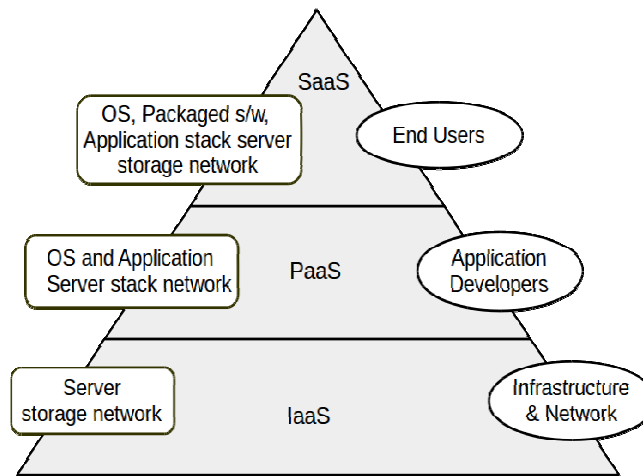 SaaS
OS, Packaged s/w,
Application stack server
storage network
End Users
OS and Application
Server stack network
PaaS
Application
Developers
Server
storage network
IaaS
Infrastructure
& Network